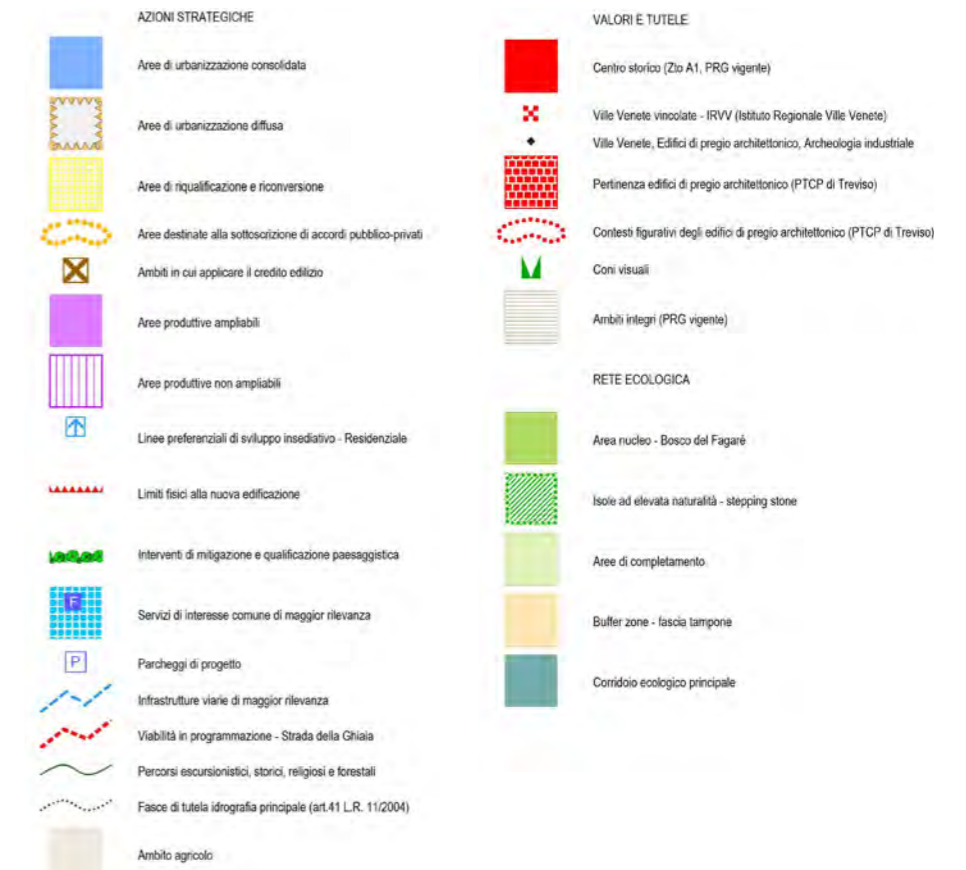 AZIONI STRATEGICHE
Aree di urbanizzazione consolidata
Aree di urbanizzazione diffusa
Aree di riqualificazione e riconversione
Aree destinate alla sottoscrizione di accordi pubblico-privati
Ambiti in cui applicare il credito edilizio
Aree produttive ampliabili
Aree produttive non ampliabili
Linee preferenziali di sviluppo insediativo - Residenziale
Limiti fisici alla nuova edificazione
Interventi di mitigazione e qualificazione paesaggistica
F
Servizi di interesse comune di maggior rilevanza
P
Parcheggi di progetto
Infrastrutture viarie di maggior rilevanza
Viabilità in programmazione - Strada della Ghiaia
Percorsi escursionistici, storici, religiosi e forestali
Fasce di tutela idrografia principale (art.41 L.R. 11/2004)
Ambito agricolo
VALORI E TUTELE
Centro storico (Zto A1, PRG vigente)
Ville Venete vincolate - IRVV (Istituto Regionale Ville Venete)
Ville Venete, Edifici di pregio architettonico, Archeologia industriale
Pertinenza edifici di pregio architettonico (PTCP di Treviso)
Contesti figurativi degli edifici di pregio architettonico (PTCP di Treviso)
Coni visuali
Ambiti integri (PRG vigente)
RETE ECOLOGICA
Area nucleo - Bosco del Fagarè
Isole ad elevata naturalità - stepping stone
Aree di completamento
Buffer zone - fascia tampone
Corridoio ecologico principale